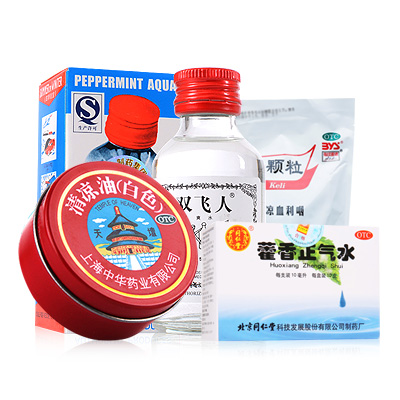 PEPPERMINT AQUA
生产许可
双飞人
OTC
颗粒
Keli
凉血利咽
清凉油(白色)
TEMPLE OF HEAVEN
OTC
天坛
上海中华药业有限公司
OTC
藿香正气水
Huoxiang Zhengqi Shui
每支装10毫升 每盒装10支
北京同仁堂科技发展股份有限公司制药厂